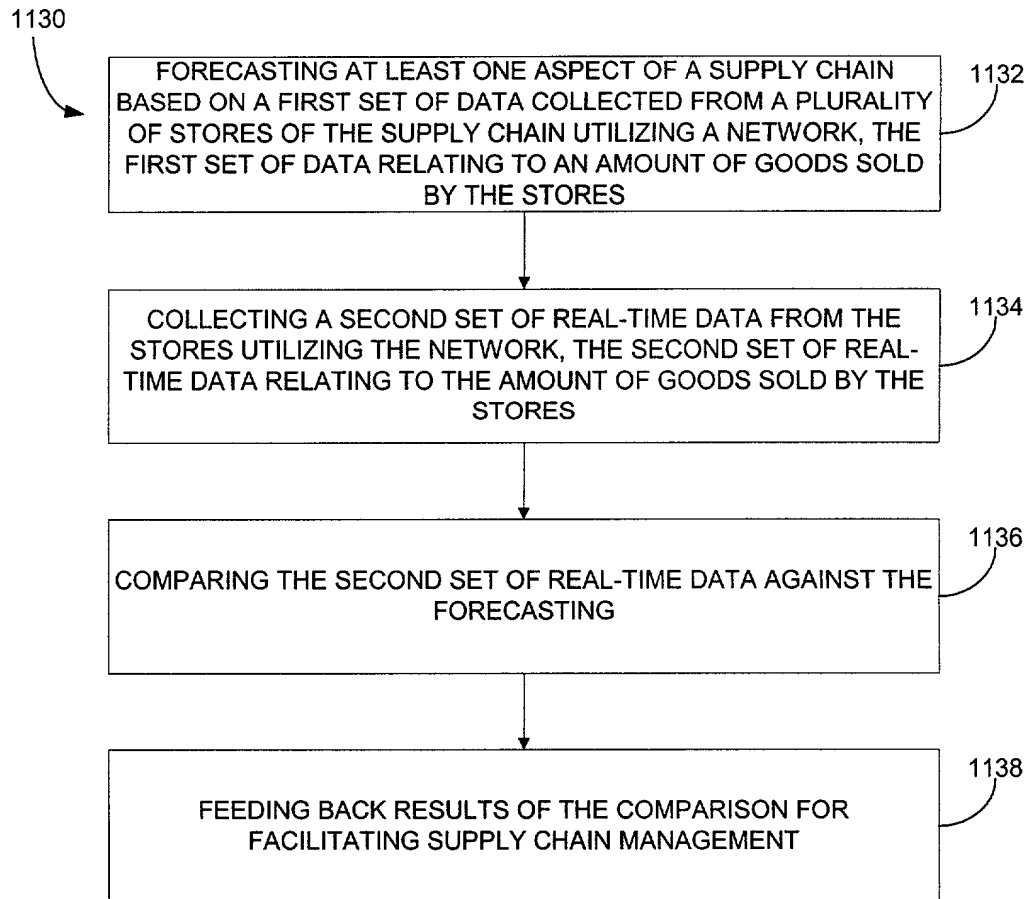 1130
FORECASTING AT LEAST ONE ASPECT OF A SUPPLY CHAIN
BASED ON A FIRST SET OF DATA COLLECTED FROM A PLURALITY
OF STORES OF THE SUPPLY CHAIN UTILIZING A NETWORK, THE
FIRST SET OF DATA RELATING TO AN AMOUNT OF GOODS SOLD
BY THE STORES
1132
COLLECTING A SECOND SET OF REAL-TIME DATA FROM THE
STORES UTILIZING THE NETWORK, THE SECOND SET OF REAL-
TIME DATA RELATING TO THE AMOUNT OF GOODS SOLD BY THE
STORES
1134
COMPARING THE SECOND SET OF REAL-TIME DATA AGAINST THE
FORECASTING
1136
FEEDING BACK RESULTS OF THE COMPARISON FOR
FACILITATING SUPPLY CHAIN MANAGEMENT
1138